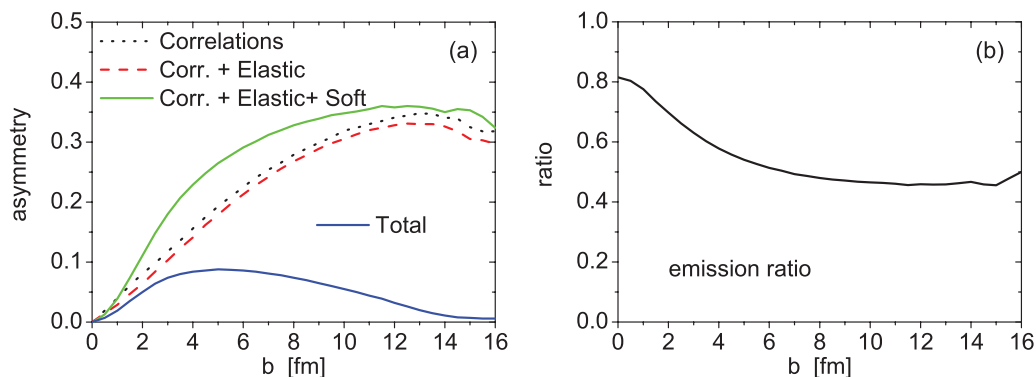 (a)
Correlations
Corr. + Elastic
Corr. + Elastic+ Soft
Total
asymmetry
0.5
0.4
0.3
0.2
0.1
0.0
0 2 4 6 8 10 12 14 16
b [fm]
(b)
emission ratio
ratio
1.0
0.8
0.6
0.4
0.2
0.0
0 2 4 6 8 10 12 14 16
b [fm]